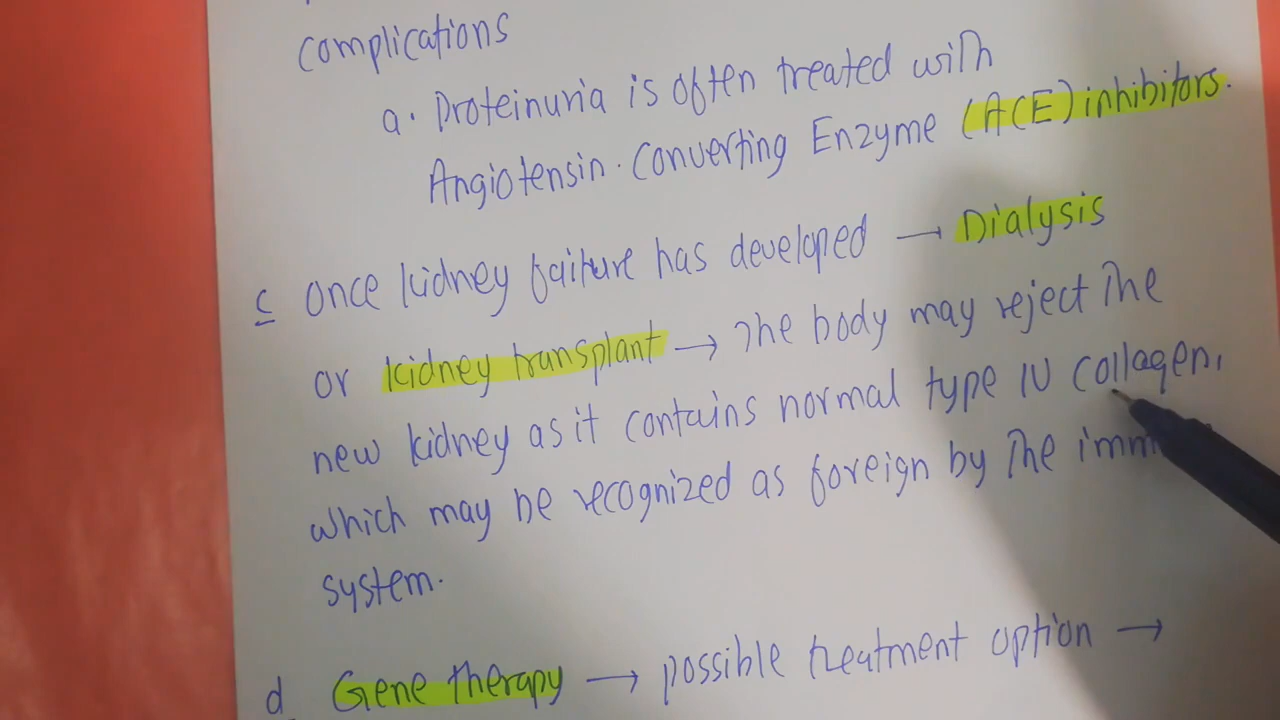 complications
a. Proteinuria is often treated with
Angiotensin. Converting Enzyme (ACE) inhibitors.
c once kidney failure has developed → Dialysis
or kidney transplant → The body may reject the
new kidney as it contains normal type IV collagen,
which may be recognized as foreign by the imm
system.
d Gene therapy → possible treatment option →